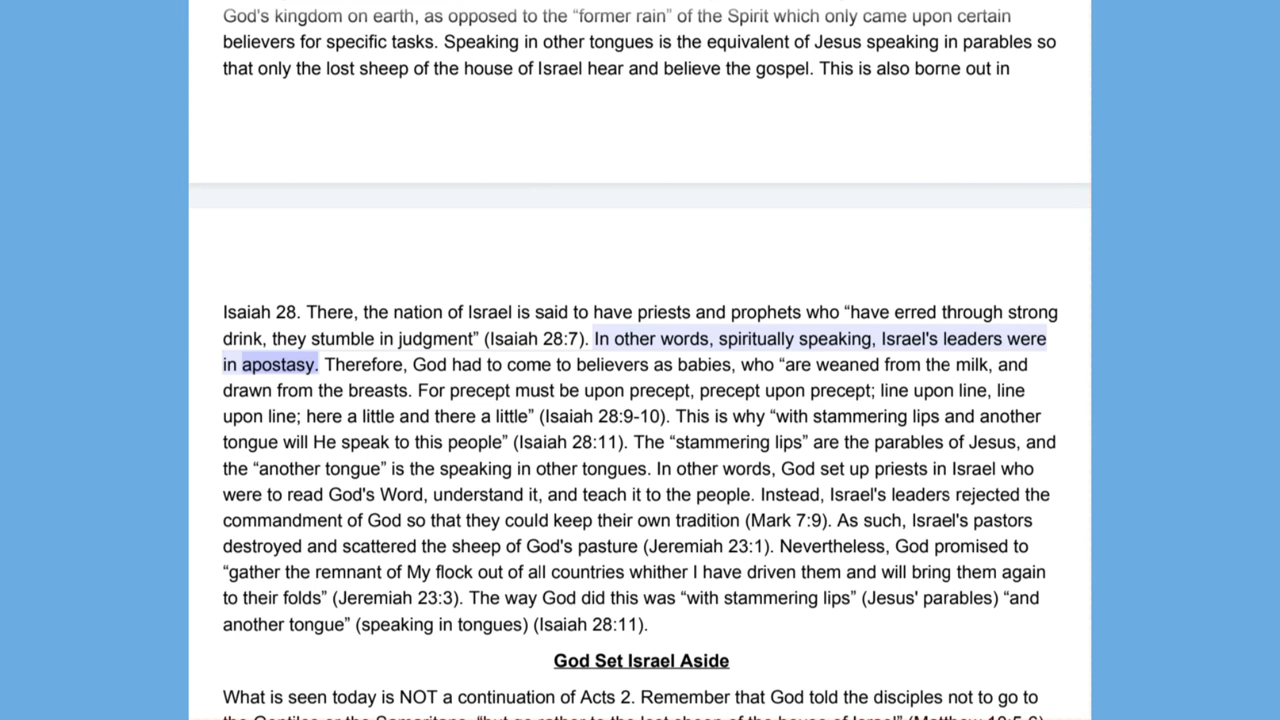 God's kingdom on earth, as opposed to the “former rain” of the Spirit which only came upon certain
believers for specific tasks. Speaking in other tongues is the equivalent of Jesus speaking in parables so
that only the lost sheep of the house of Israel hear and believe the gospel. This is also borne out in
Isaiah 28. There, the nation of Israel is said to have priests and prophets who “have erred through strong
drink, they stumble in judgment” (Isaiah 28:7). In other words, spiritually speaking, Israel's leaders were
in apostasy. Therefore, God had to come to believers as babies, who “are weaned from the milk, and
drawn from the breasts. For precept must be upon precept, precept upon precept; line upon line, line
upon line; here a little and there a little” (Isaiah 28:9-10). This is why “with stammering lips and another
tongue will He speak to this people” (Isaiah 28:11). The “stammering lips” are the parables of Jesus, and
the “another tongue” is the speaking in other tongues. In other words, God set up priests in Israel who
were to read God's Word, understand it, and teach it to the people. Instead, Israel's leaders rejected the
commandment of God so that they could keep their own tradition (Mark 7:9). As such, Israel's pastors
destroyed and scattered the sheep of God's pasture (Jeremiah 23:1). Nevertheless, God promised to
“gather the remnant of My flock out of all countries whither I have driven them and will bring them again
to their folds” (Jeremiah 23:3). The way God did this was “with stammering lips” (Jesus' parables) “and
another tongue” (speaking in tongues) (Isaiah 28:11).
God Set Israel Aside
What is seen today is NOT a continuation of Acts 2. Remember that God told the disciples not to go to